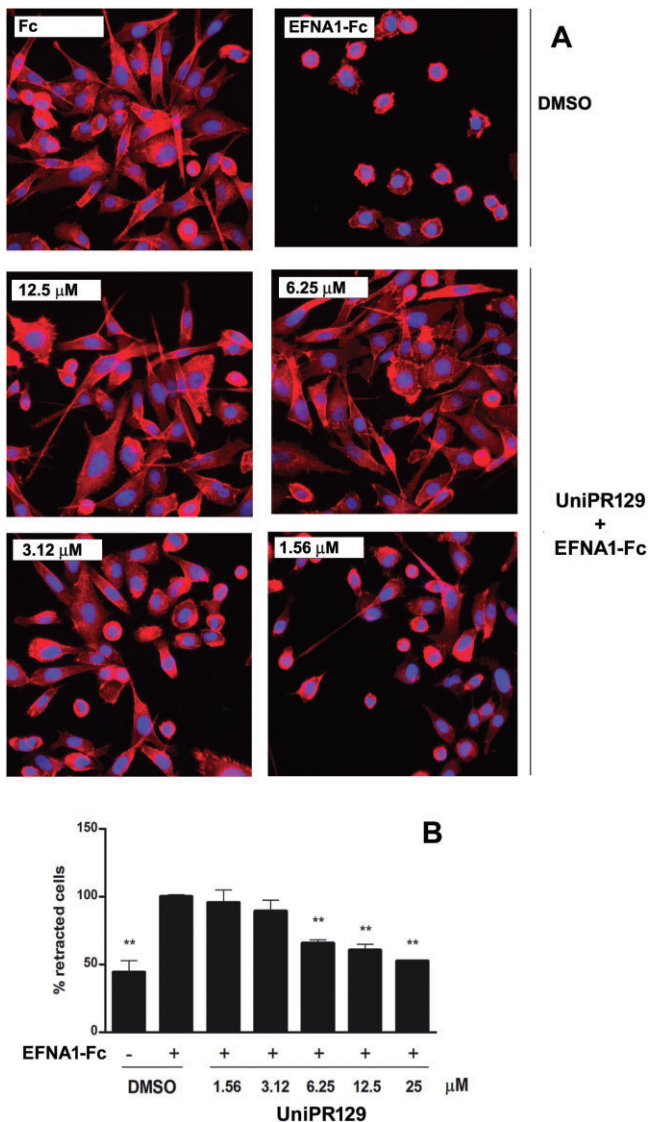 Fc
EFNA1-Fc
A
DMSO
12.5 µM
6.25 µM
3.12 µM
1.56 µM
UniPR129
+
EFNA1-Fc
B
% retracted cells
150
100
50
0
** ** ** **
EFNA1-Fc - + + + + + +
DMSO 1.56 3.12 6.25 12.5 25 µM
UniPR129